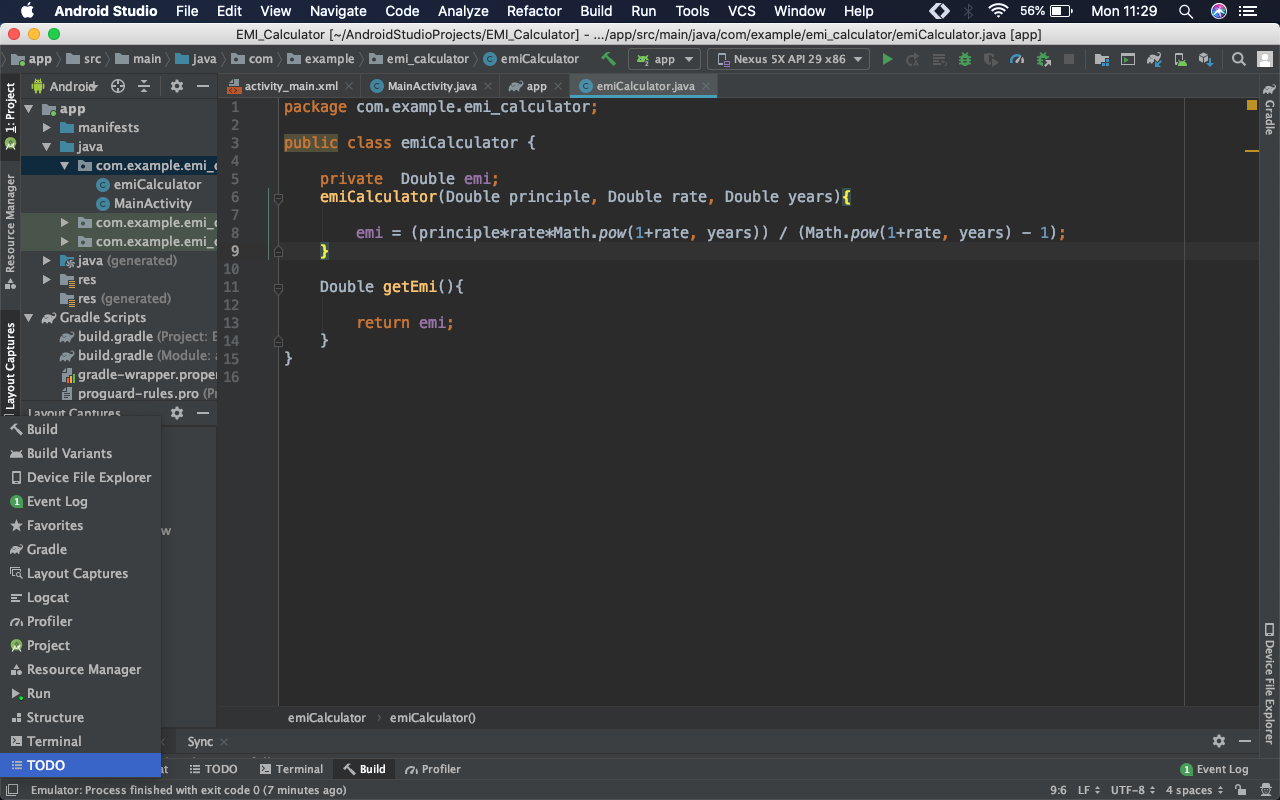 Android Studio File Edit View Navigate Code Analyze Refactor Build Run Tools VCS Window Help 56% Mon 11:29
EMI_Calculator [~/AndroidStudioProjects/EMI_Calculator] - .../app/src/main/java/com/example/emi_calculator/emiCalculator.java [app]
app src main java com example emi_calculator emiCalculator app Nexus 5X API 29 x86
1: Project
Resource Manager
Layout Captures
Android
app
manifests
java
com.example.emi_c
emiCalculator
MainActivity
com.example.emi_c
com.example.emi_c
java (generated)
res
res (generated)
Gradle Scripts
build.gradle (Project: E
build.gradle (Module: a
gradle-wrapper.proper
proguard-rules.pro (Pr
Layout Captures
activity_main.xml MainActivity.java app emiCalculator.java
1 package com.example.emi_calculator;
2
3 public class emiCalculator {
4
5 private  Double emi;
6 emiCalculator(Double principle, Double rate, Double years){
7
8 emi = (principle*rate*Math.pow(1+rate, years)) / (Math.pow(1+rate, years) - 1);
9 }
10
11 Double getEmi(){
12
13 return emi;
14 }
15 }
16
Gradle
Device File Explorer
Build
Build Variants
Device File Explorer
1 Event Log
Favorites
w
Gradle
Layout Captures
Logcat
Profiler
Project
Resource Manager
Run
Structure
Terminal
TODO
emiCalculator emiCalculator()
Sync
at TODO Terminal Build Profiler 1 Event Log
Emulator: Process finished with exit code 0 (7 minutes ago) 9:6 LF UTF-8 4 spaces